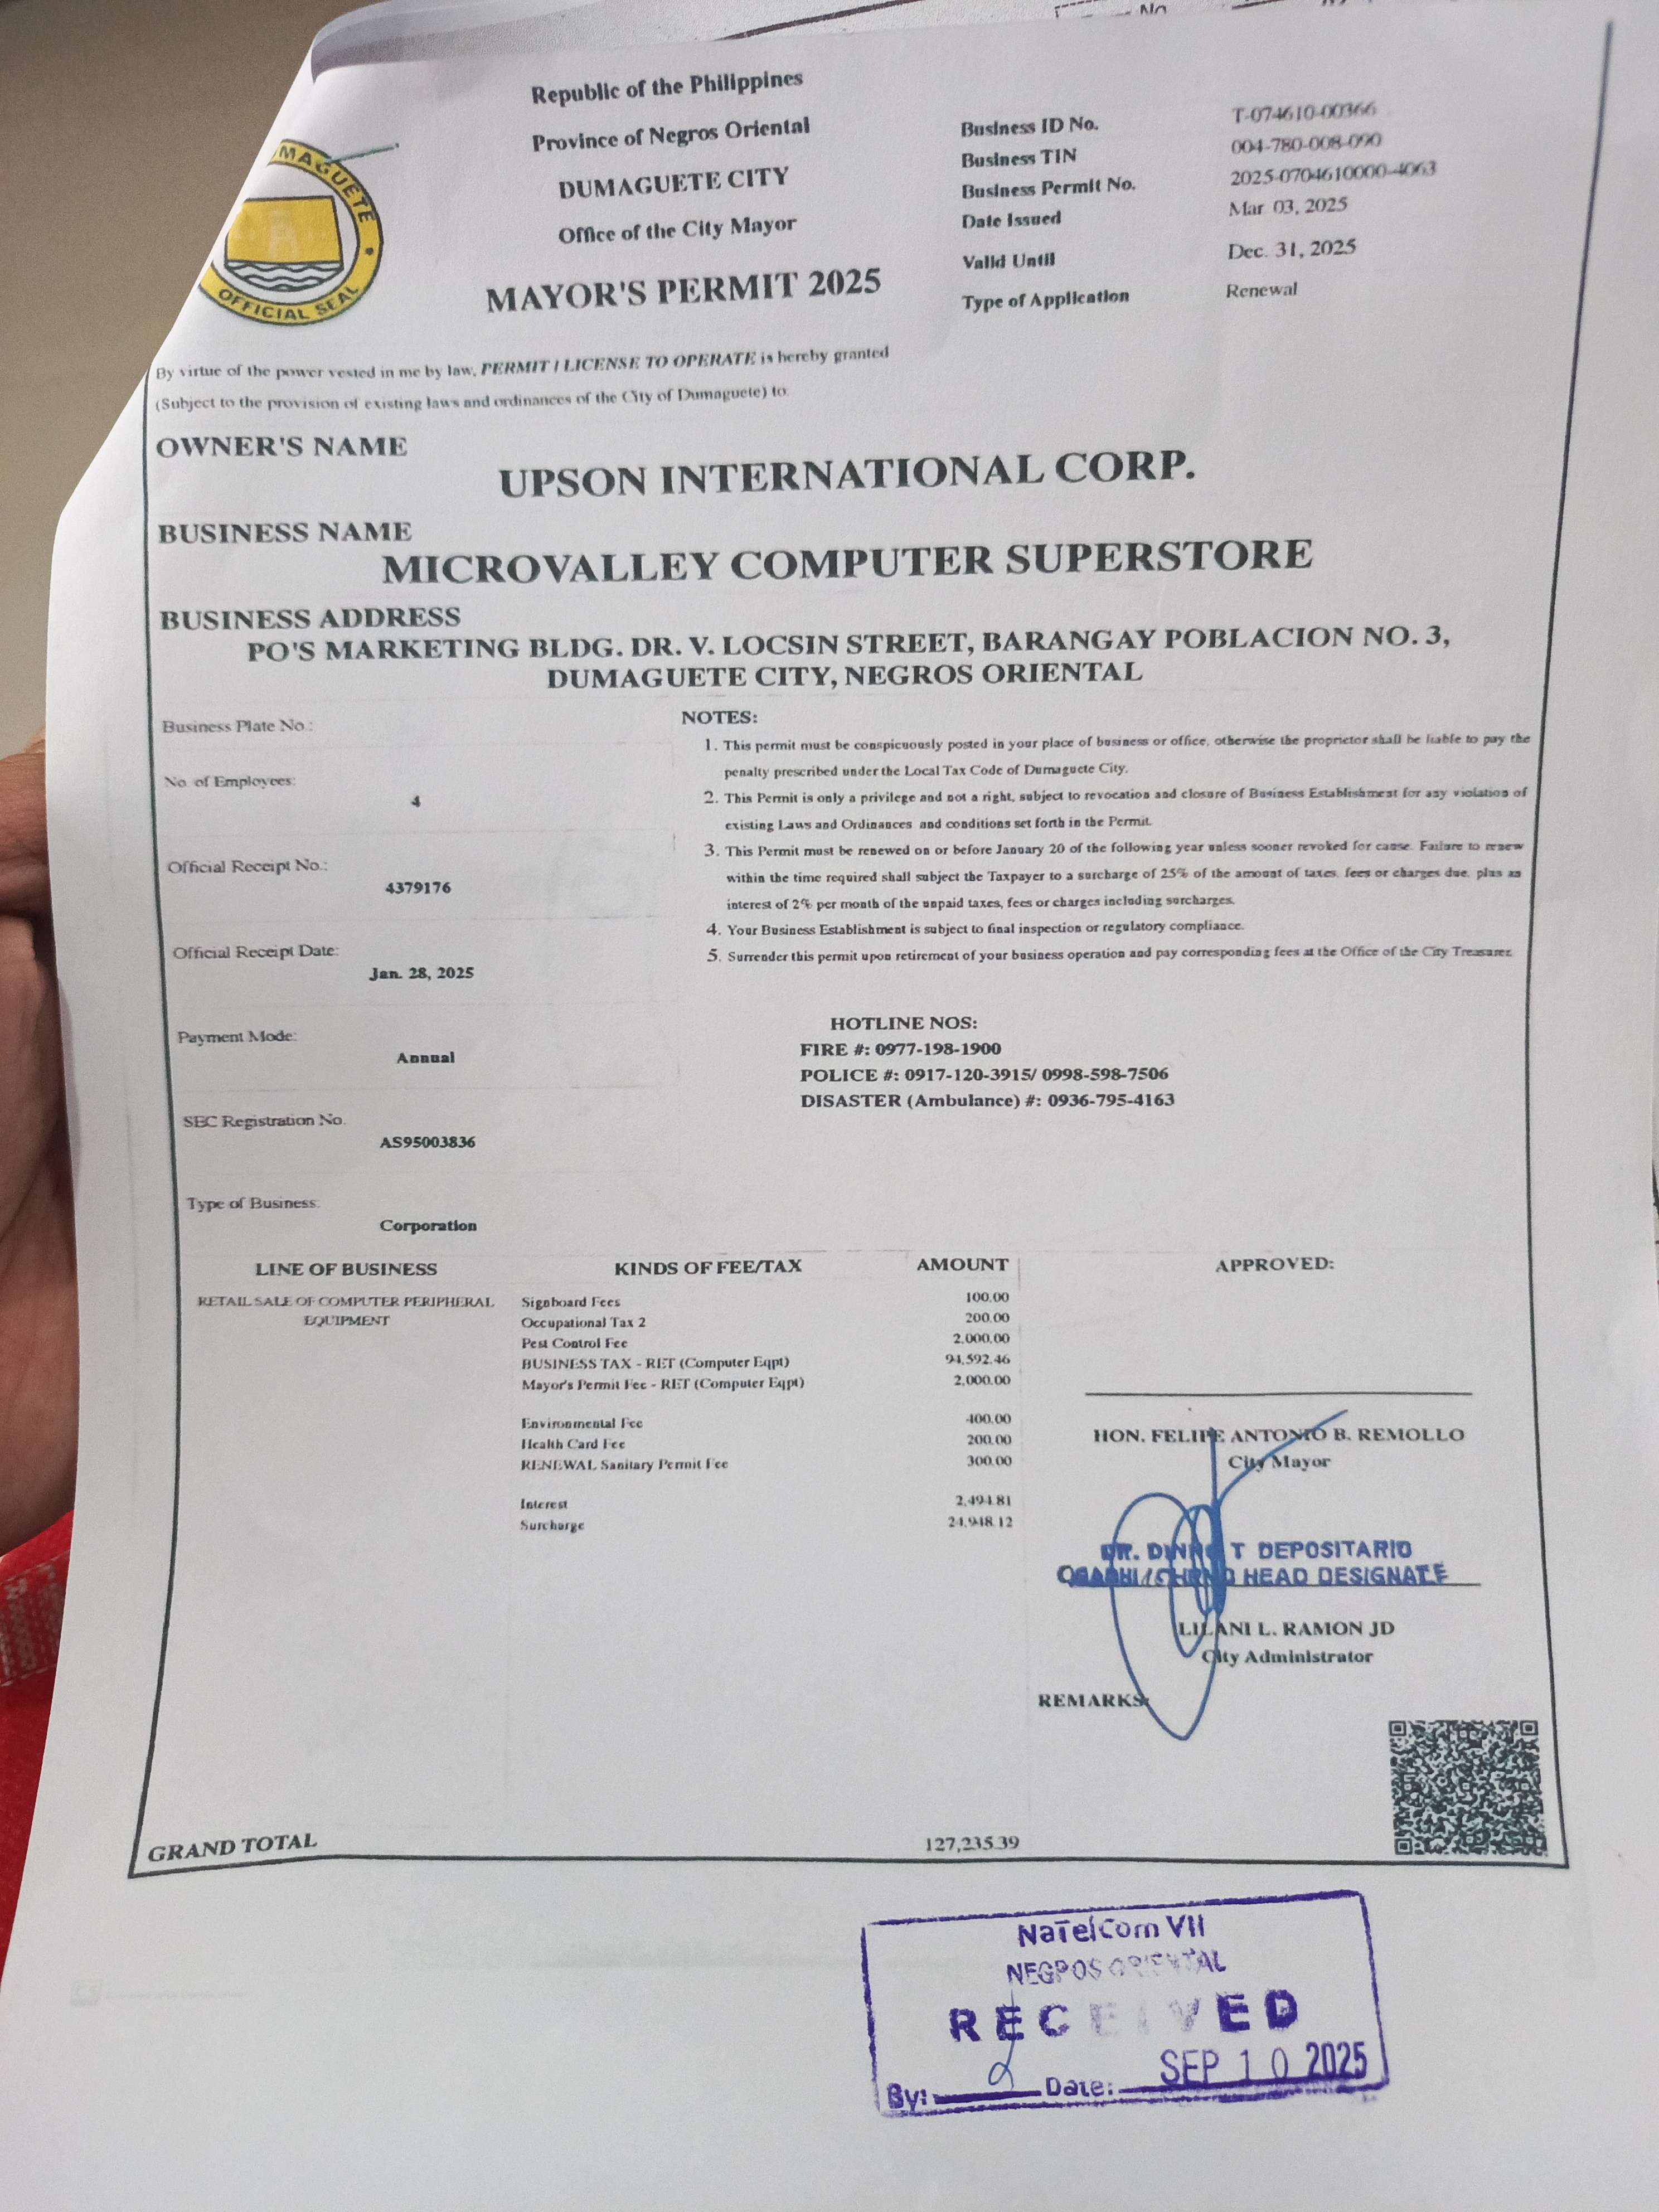 No
Republic of the Philippines
Province of Negros Oriental
DUMAGUETE CITY
Office of the City Mayor
MAYOR'S PERMIT 2025
MAGUETE
OFFICIAL SEAL
Business ID No. T-074610-00366
Business TIN 004-780-008-090
Business Permit No. 2025-0704610000-4063
Date Issued Mar 03, 2025
Valid Until Dec. 31, 2025
Type of Application Renewal
By virtue of the power vested in me by law, PERMIT / LICENSE TO OPERATE is hereby granted
(Subject to the provision of existing laws and ordinances of the City of Dumaguete) to:
OWNER'S NAME
UPSON INTERNATIONAL CORP.
BUSINESS NAME
MICROVALLEY COMPUTER SUPERSTORE
BUSINESS ADDRESS
PO'S MARKETING BLDG. DR. V. LOCSIN STREET, BARANGAY POBLACION NO. 3,
DUMAGUETE CITY, NEGROS ORIENTAL
Business Plate No.:
No. of Employees:
4
Official Receipt No.:
4379176
Official Receipt Date:
Jan. 28, 2025
Payment Mode:
Annual
SEC Registration No.
AS95003836
Type of Business:
Corporation
NOTES:
1. This permit must be conspicuously posted in your place of business or office, otherwise the proprietor shall be liable to pay the
penalty prescribed under the Local Tax Code of Dumaguete City.
2. This Permit is only a privilege and not a right, subject to revocation and closure of Business Establishment for any violation of
existing Laws and Ordinances and conditions set forth in the Permit.
3. This Permit must be renewed on or before January 20 of the following year unless sooner revoked for cause. Failure to renew
within the time required shall subject the Taxpayer to a surcharge of 25% of the amount of taxes, fees or charges due, plus an
interest of 2% per month of the unpaid taxes, fees or charges including surcharges.
4. Your Business Establishment is subject to final inspection or regulatory compliance.
5. Surrender this permit upon retirement of your business operation and pay corresponding fees at the Office of the City Treasurer.
HOTLINE NOS:
FIRE #: 0977-198-1900
POLICE #: 0917-120-3915/ 0998-598-7506
DISASTER (Ambulance) #: 0936-795-4163
LINE OF BUSINESS KINDS OF FEE/TAX AMOUNT
RETAIL SALE OF COMPUTER PERIPHERAL
EQUIPMENT
Signboard Fees 100.00
Occupational Tax 2 200.00
Pest Control Fee 2,000.00
BUSINESS TAX - RET (Computer Eqpt) 94,592.46
Mayor's Permit Fee - RET (Computer Eqpt) 2,000.00
Environmental Fee 400.00
Health Card Fee 200.00
RENEWAL Sanitary Permit Fee 300.00
Interest 2,494.81
Surcharge 24,948.12
APPROVED:
HON. FELIPE ANTONIO B. REMOLLO
City Mayor
DR. T DEPOSITARIO
HEAD DESIGNATE
LILANI L. RAMON JD
City Administrator
REMARKS:
GRAND TOTAL 127,235.39
NaTelCom VII
NEGROS ORIENTAL
RECEIVED
By: Date: SEP 10 2025